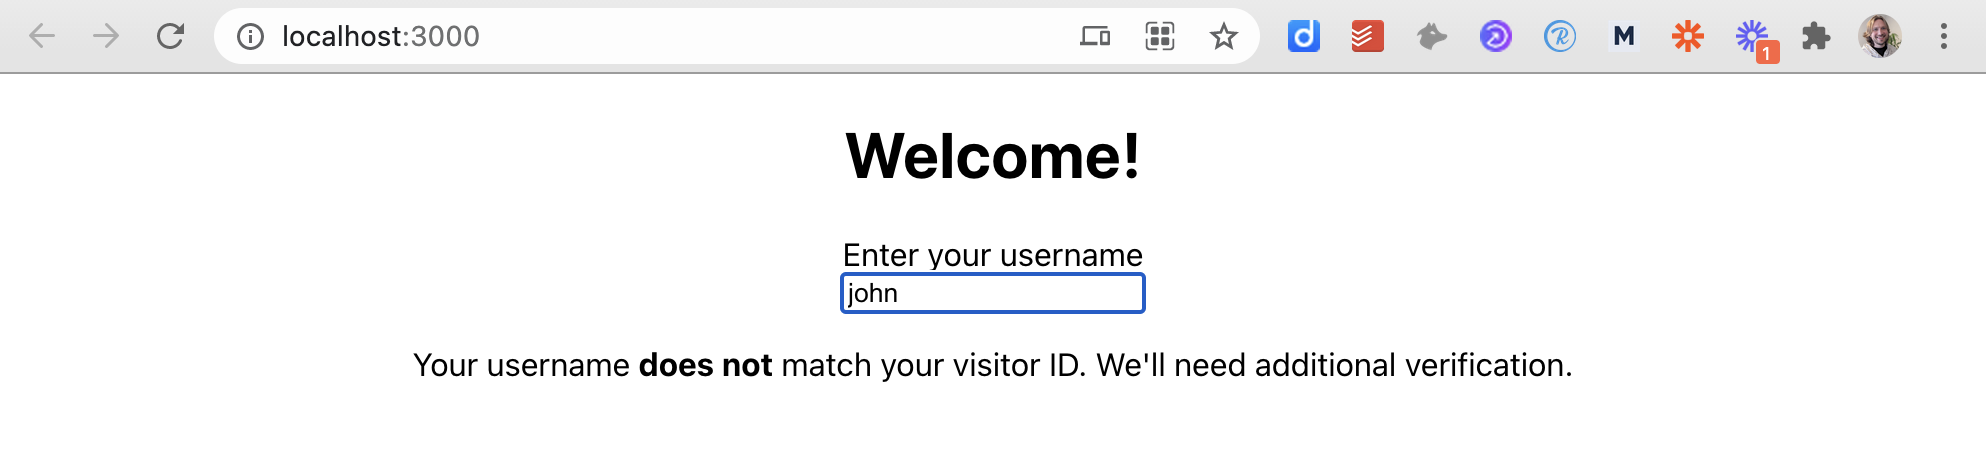 localhost:3000
d
R
M
1
Welcome!
Enter your username
john
Your username does not match your visitor ID. We'll need additional verification.